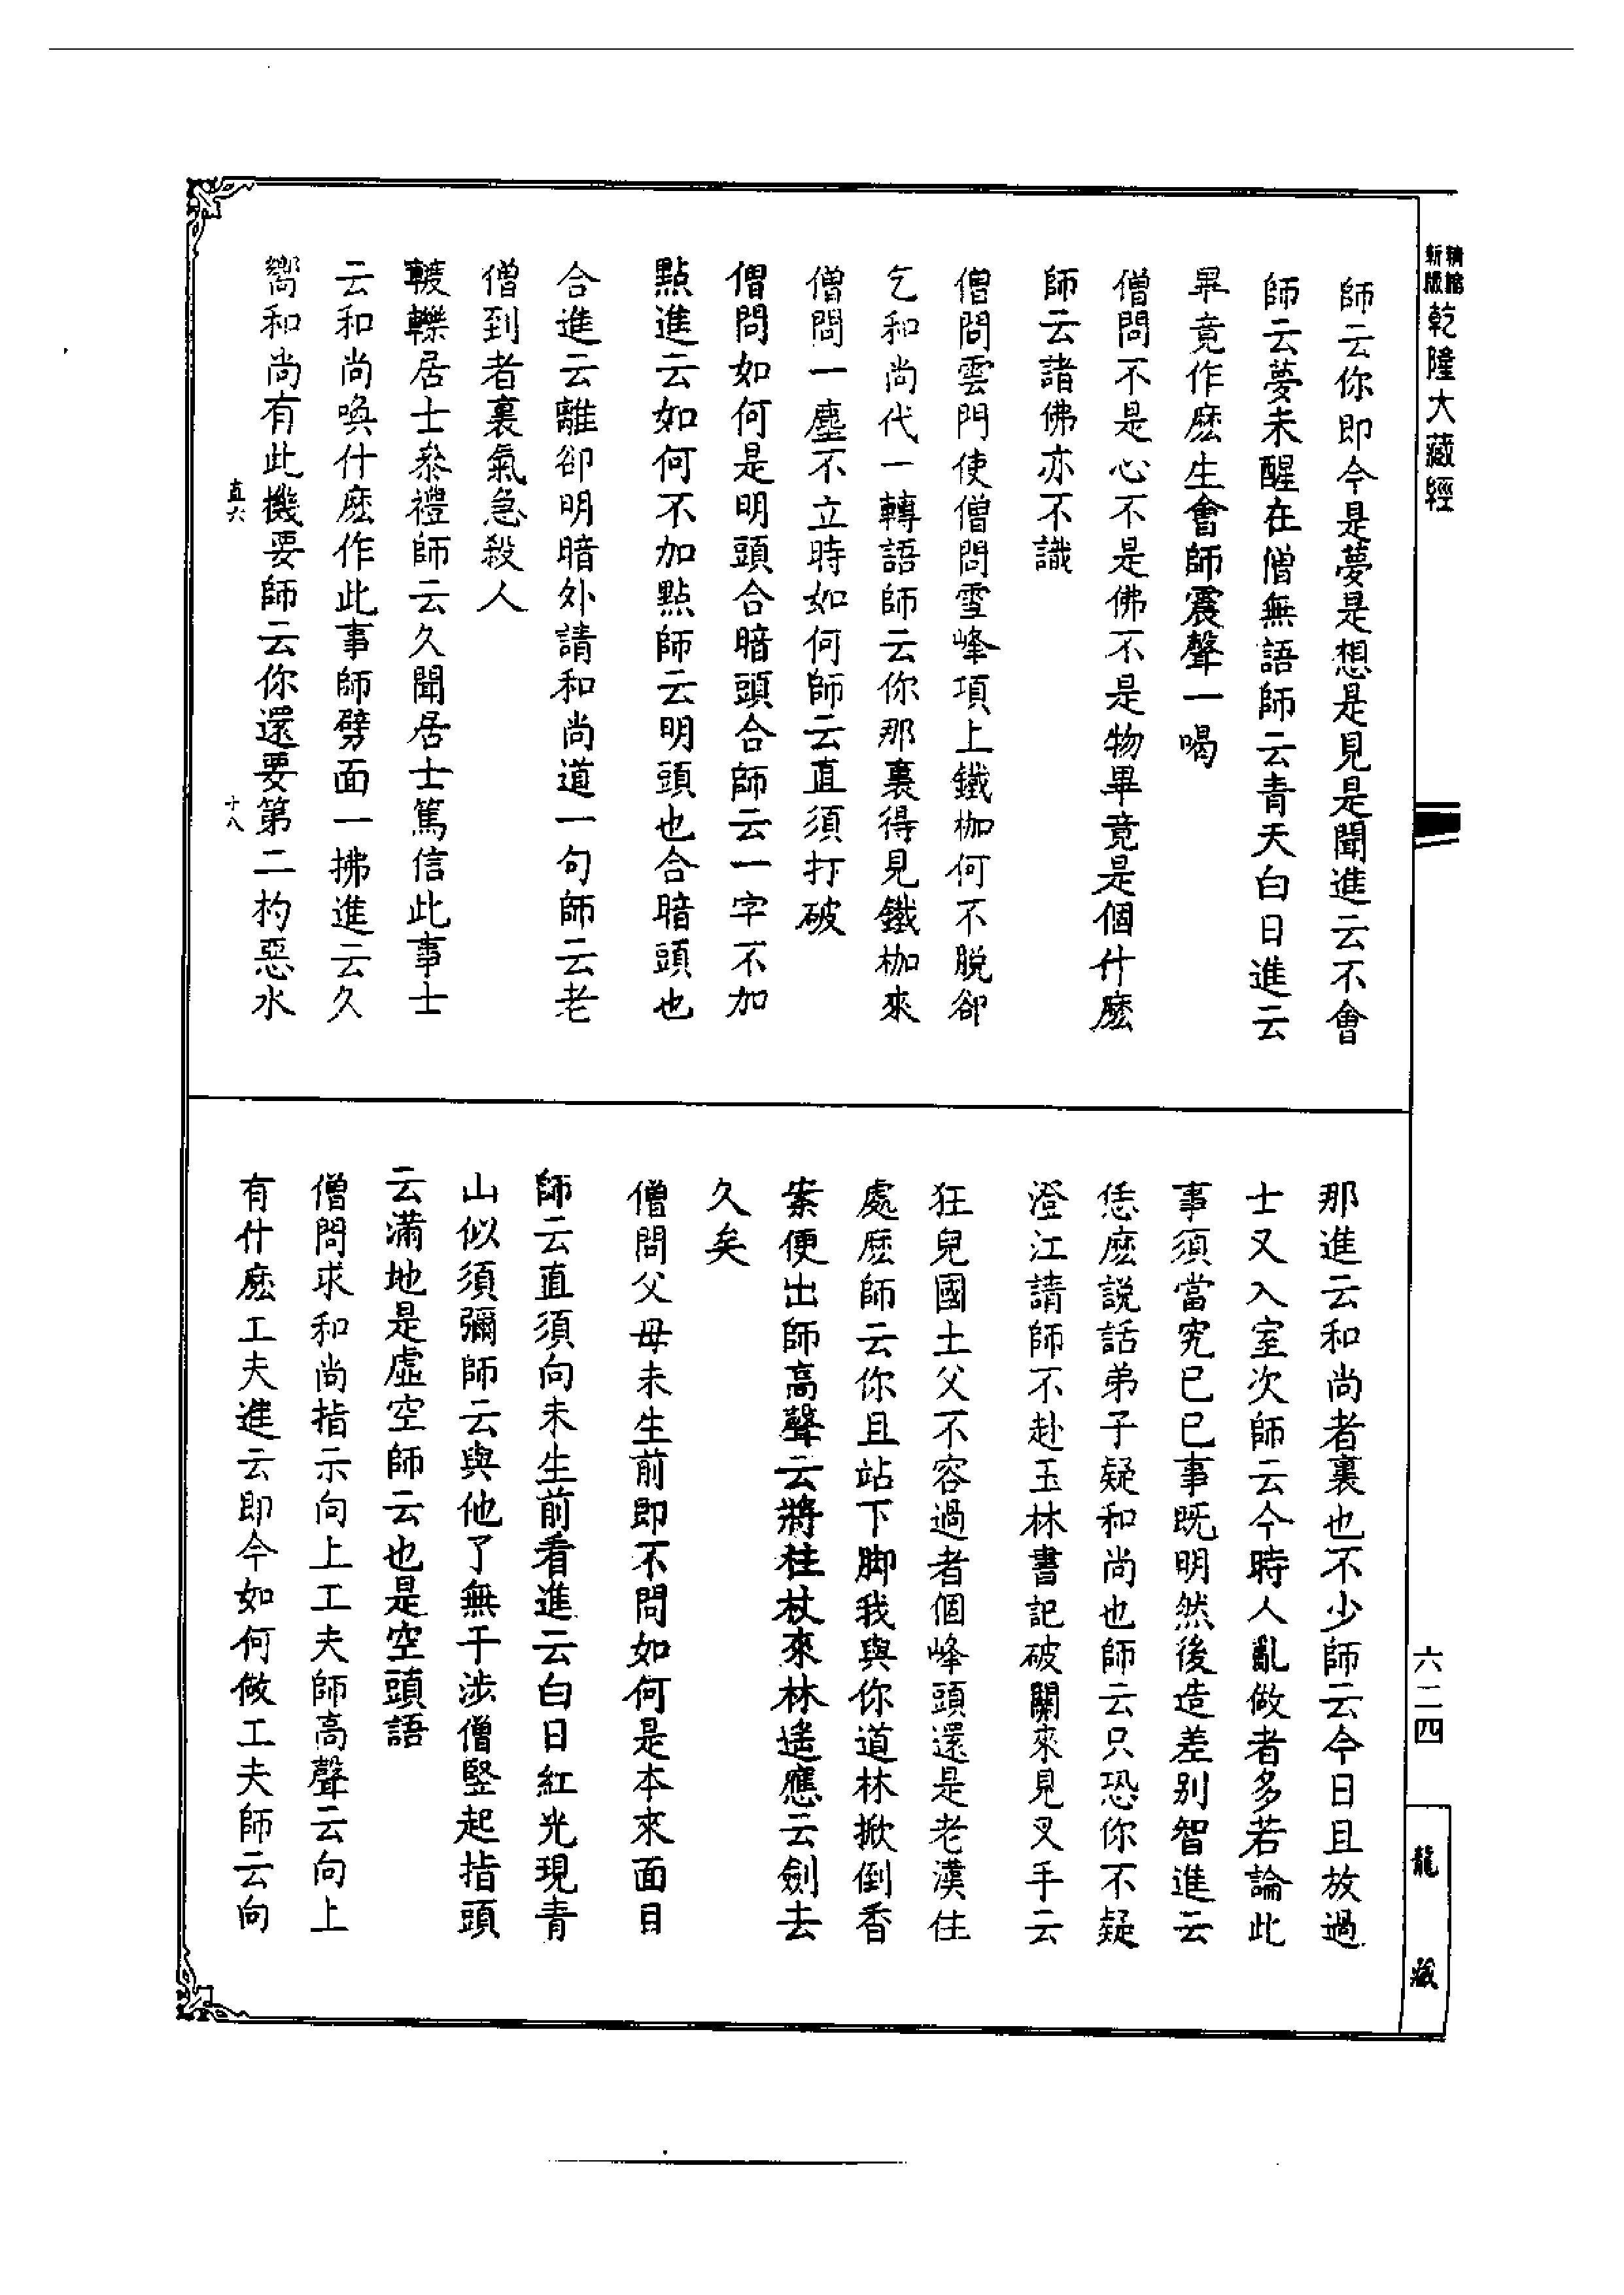 精縮
新版
乾隆大藏經
師云你即今是夢是想是見是聞進云不會
師云夢未醒在僧無語師云青天白日進云
畢竟作麽生會師震聲一喝
僧問不是心不是佛不是物畢竟是個什麽
師云諸佛亦不識
僧問雲門使僧問雪峰項上鐵枷何不脫卻
乞和尚代一轉語師云你那裏得見鐵枷來
僧問一塵不立時如何師云直須打破
僧問如何是明頭合暗頭合師云一字不加
點進云如何不加點師云明頭也合暗頭也
合進云離卻明暗外請和尚道一句師云老
僧到者裏氣急殺人
轅轢居士叅禮師云久聞居士篤信此事士
云和尚喚什麽作此事師劈面一拂進云久
嚮和尚有此機要師云你還要第二杓惡水
直六
十八
那進云和尚者裏也不少師云今日且放過
士又入室次師云今時人亂做者多若論此
事須當究已已事既明然後造差别智進云
恁麽説話弟子疑和尚也師云只恐你不疑
澄江請師不赴玉林書記破關來見叉手云
狂兒國土父不容過者個峰頭還是老漢住
處麽師云你且站下脚我與你道林掀倒香
案便出師高聲云將柱杖來林遙應云劍去
久矣
僧問父母未生前即不問如何是本來面目
師云直須向未生前看進云白日紅光現青
山似須彌師云與他了無干涉僧竪起指頭
云滿地是虛空師云也是空頭語
僧問求和尚指示向上工夫師高聲云向上
有什麽工夫進云即今如何做工夫師云向
六二四
龍藏